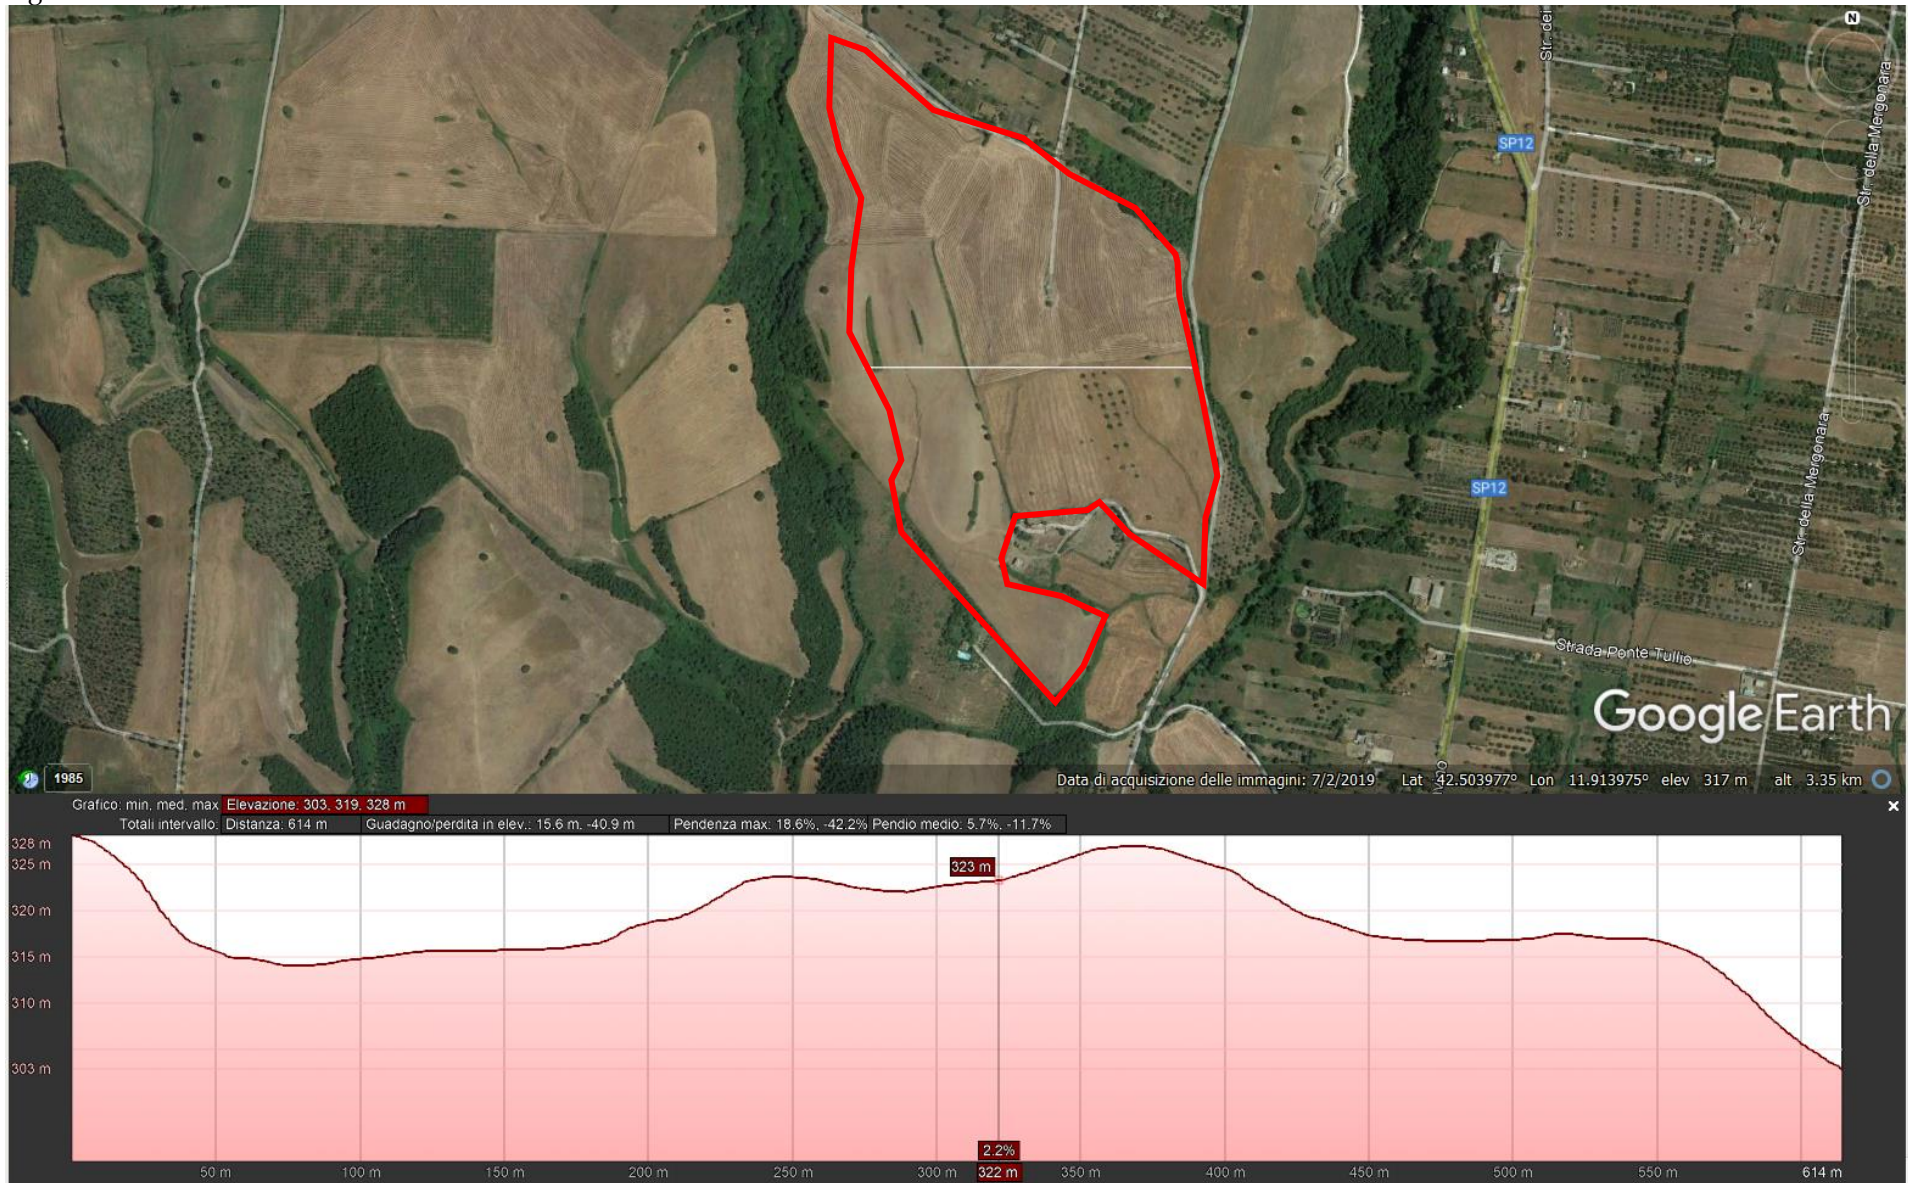 N
Str. dei
Str. della Mergonara
SP12
SP12
Str. della Mergonara
Strada Ponte Tullio
Google Earth
1985
Data di acquisizione delle immagini: 7/2/2019 Lat 42.503977° Lon 11.913975° elev 317 m alt 3.35 km
Grafico: min, med, max Elevazione: 303, 319, 328 m
Totali intervallo: Distanza: 614 m Guadagno/perdita in elev.: 15.6 m, -40.9 m Pendenza max: 18.6%, -42.2% Pendio medio: 5.7%, -11.7%
328 m
325 m
323 m
320 m
315 m
310 m
303 m
2.2%
50 m 100 m 150 m 200 m 250 m 300 m 322 m 350 m 400 m 450 m 500 m 550 m 614 m